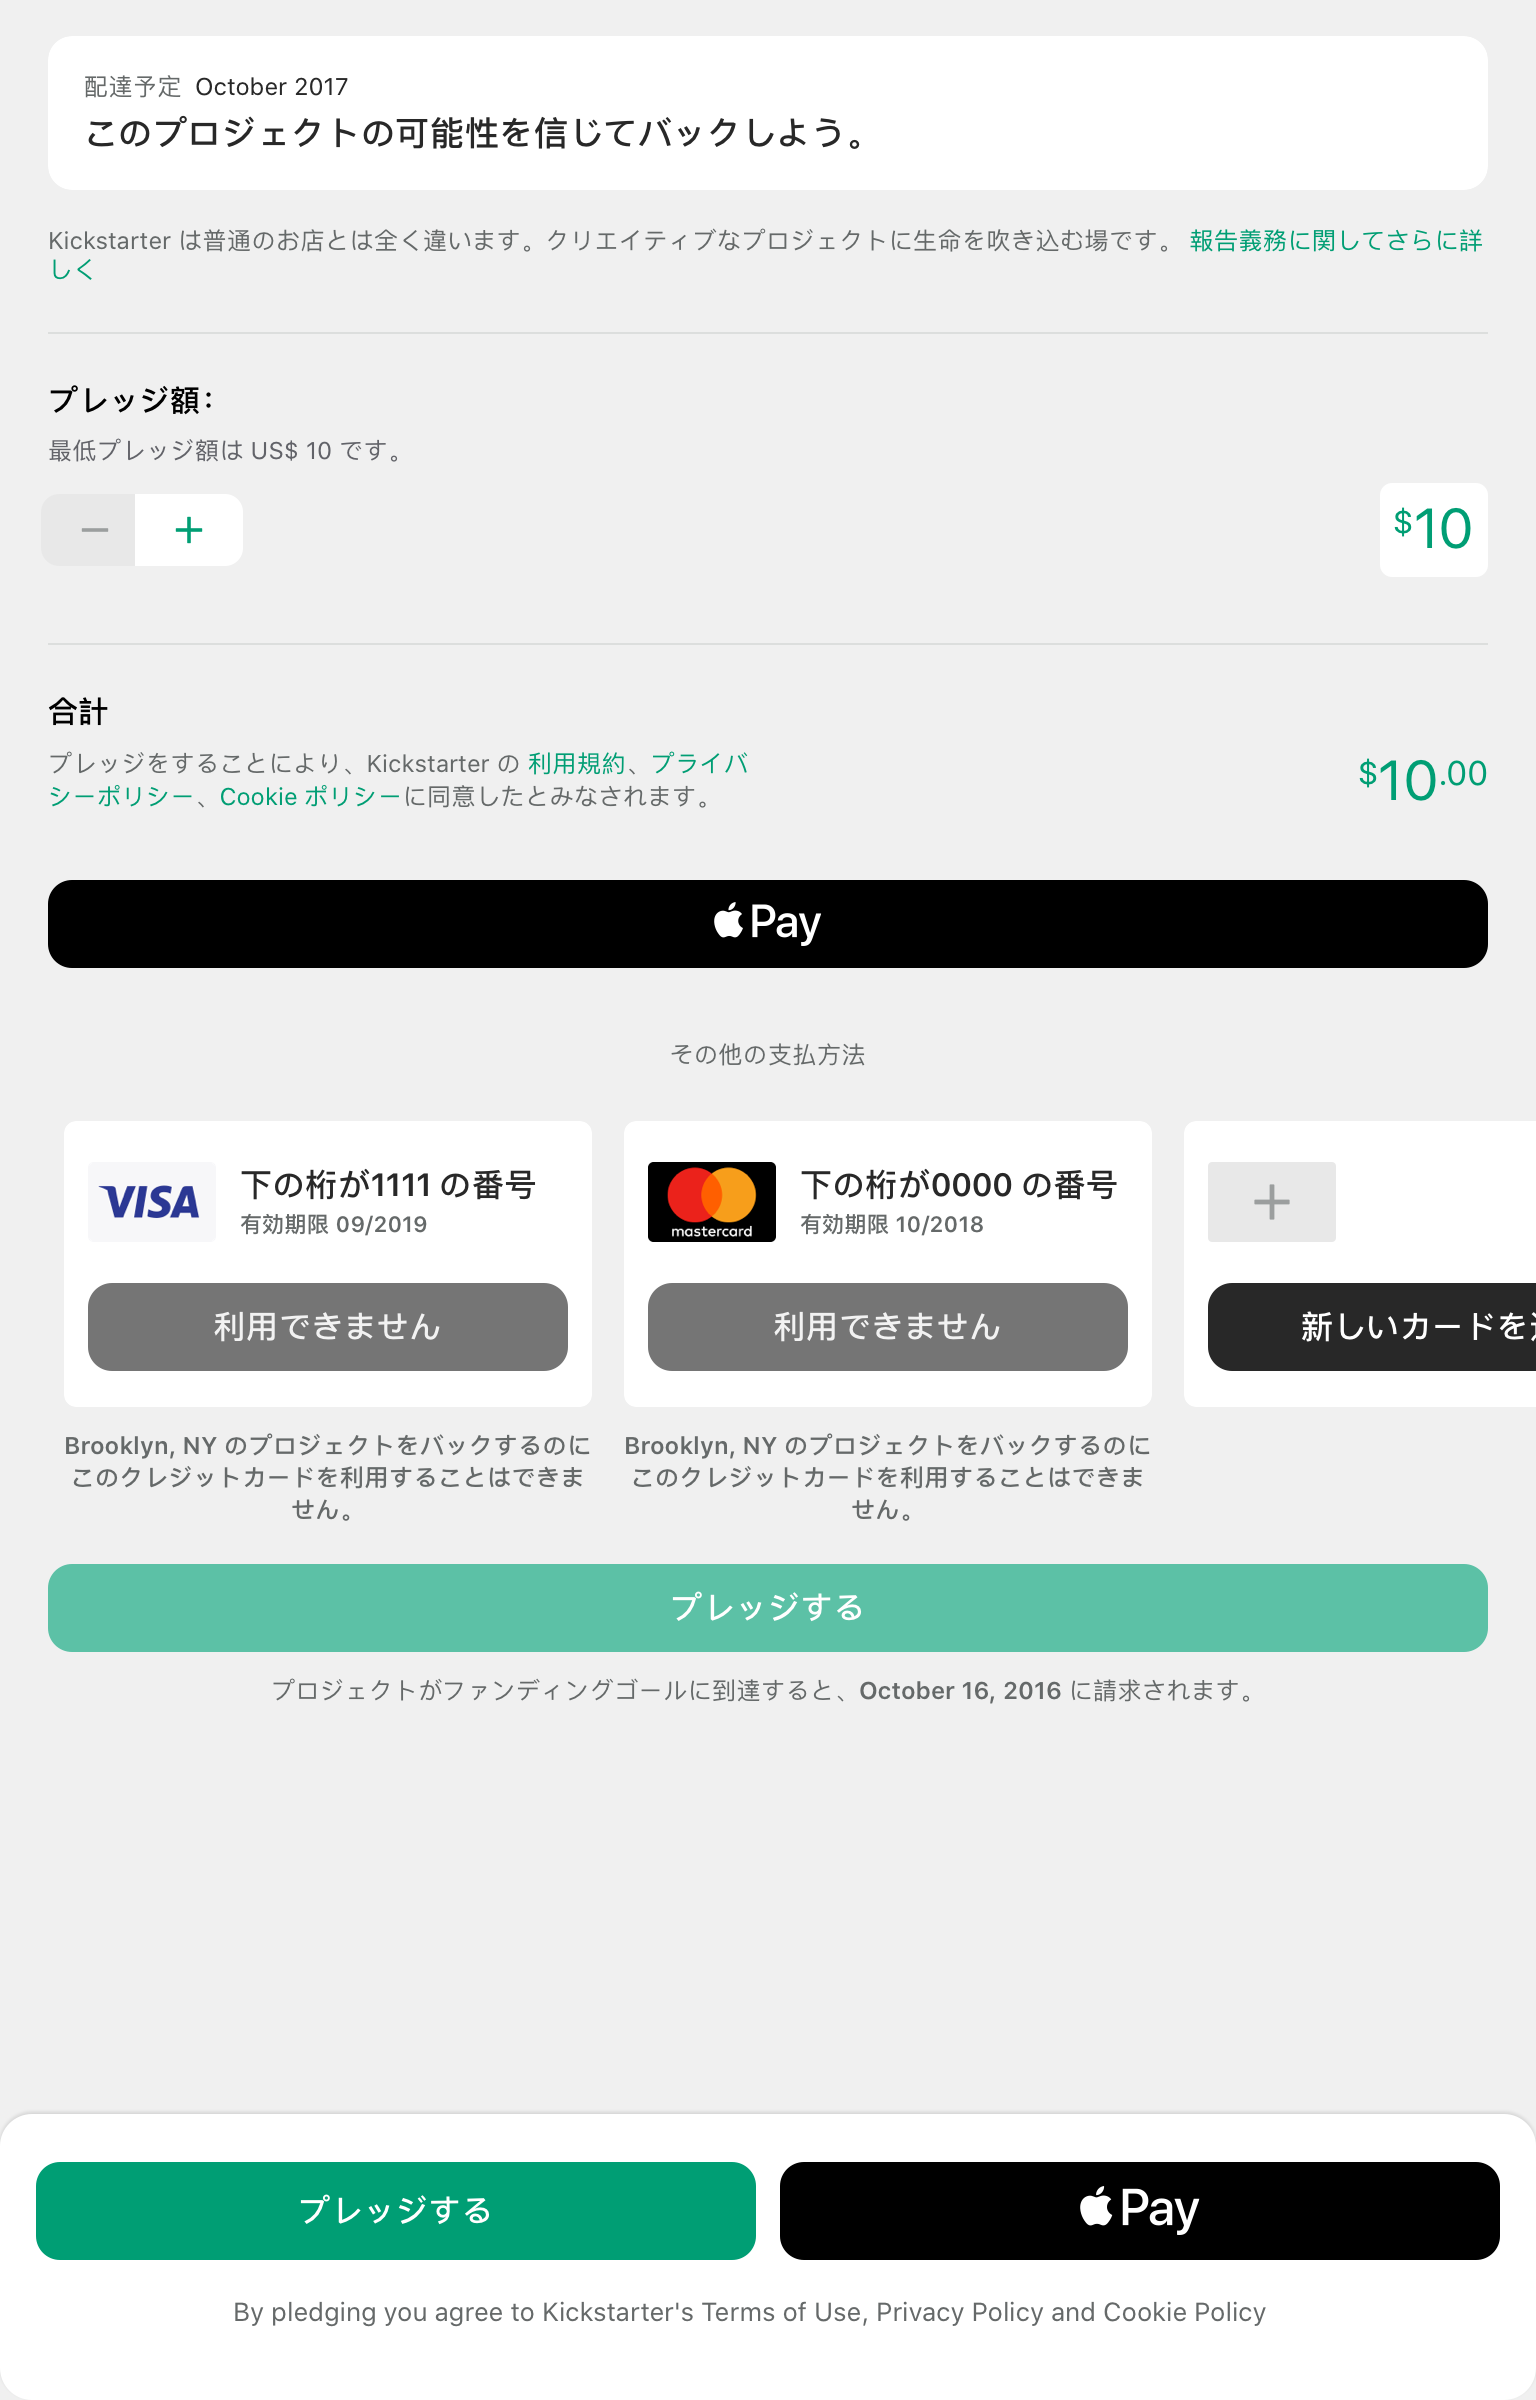 配達予定 October 2017
このプロジェクトの可能性を信じてバックしよう。
Kickstarter は普通のお店とは全く違います。クリエイティブなプロジェクトに生命を吹き込む場です。 報告義務に関してさらに詳
しく
プレッジ額：
最低プレッジ額は US$ 10 です。
$10
合計
プレッジをすることにより、Kickstarter の 利用規約、プライバ
シーポリシー、Cookie ポリシーに同意したとみなされます。
$10.00
Pay
その他の支払方法
VISA
下の桁が1111 の番号
有効期限 09/2019
利用できません
mastercard
下の桁が0000 の番号
有効期限 10/2018
利用できません
新しいカードを
Brooklyn, NY のプロジェクトをバックするのに
このクレジットカードを利用することはできま
せん。
Brooklyn, NY のプロジェクトをバックするのに
このクレジットカードを利用することはできま
せん。
プレッジする
プロジェクトがファンディングゴールに到達すると、October 16, 2016 に請求されます。
プレッジする
Pay
By pledging you agree to Kickstarter's Terms of Use, Privacy Policy and Cookie Policy